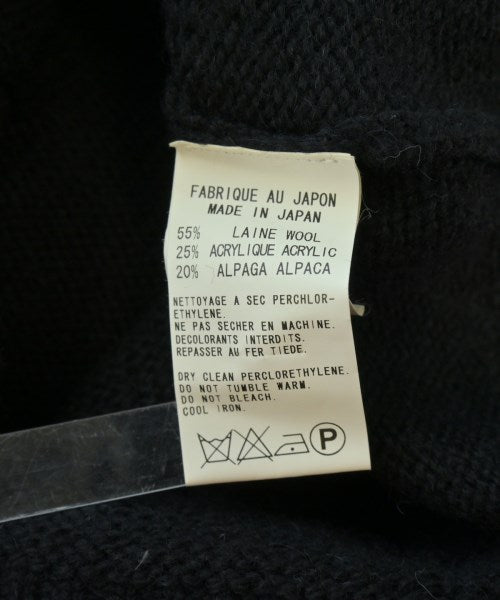 FABRIQUE AU JAPON
MADE IN JAPAN
55% LAINE WOOL
25% ACRYLIQUE ACRYLIC
20% ALPAGA ALPACA
NETTOYAGE A SEC PERCHLOR-
ETHYLENE.
NE PAS SECHER EN MACHINE.
DECOLORANTS INTERDITS.
REPASSER AU FER TIEDE.
DRY CLEAN PERCLORETHYLENE.
DO NOT TUMBLE WARM.
DO NOT BLEACH.
COOL IRON.
P